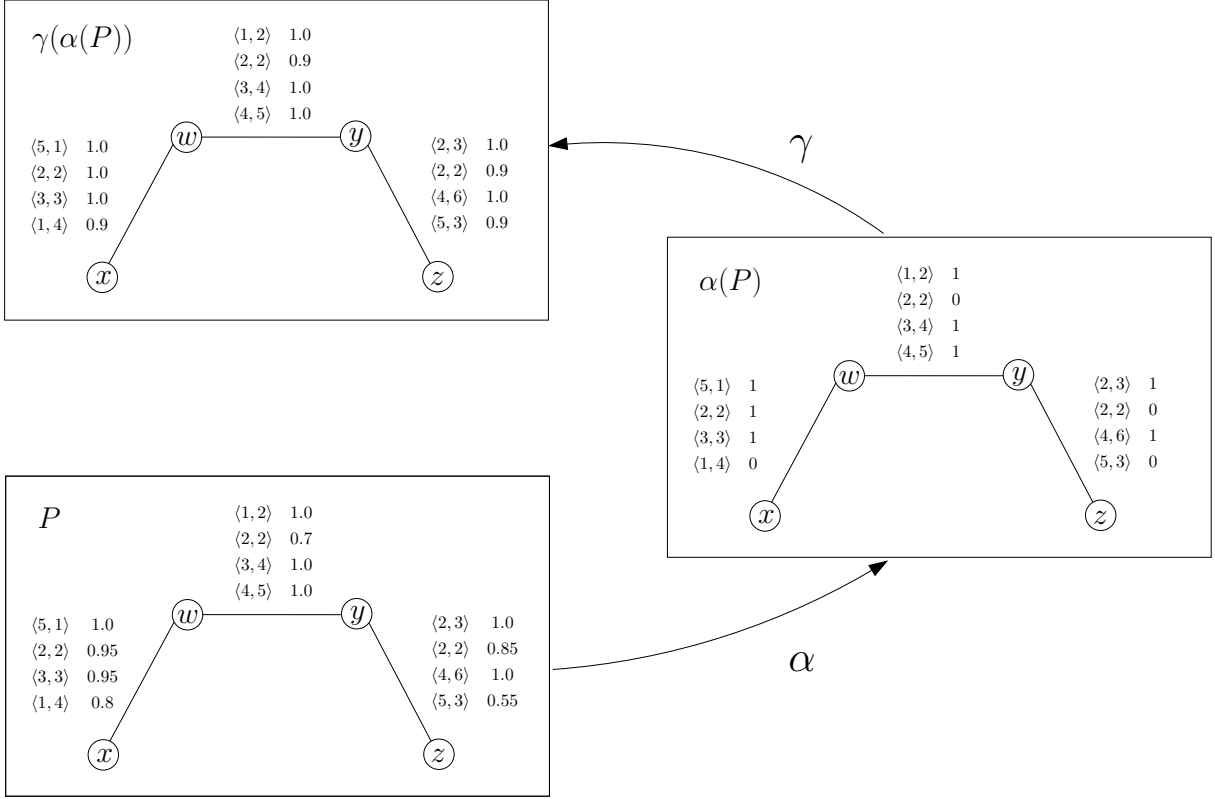 γ(α(P))
⟨1, 2⟩ 1.0
⟨2, 2⟩ 0.9
⟨3, 4⟩ 1.0
⟨4, 5⟩ 1.0
⟨5, 1⟩ 1.0
⟨2, 2⟩ 1.0
⟨3, 3⟩ 1.0
⟨1, 4⟩ 0.9
w
y
⟨2, 3⟩ 1.0
⟨2, 2⟩ 0.9
⟨4, 6⟩ 1.0
⟨5, 3⟩ 0.9
x
z
γ
α(P)
⟨1, 2⟩ 1
⟨2, 2⟩ 0
⟨3, 4⟩ 1
⟨4, 5⟩ 1
⟨5, 1⟩ 1
⟨2, 2⟩ 1
⟨3, 3⟩ 1
⟨1, 4⟩ 0
w
y
⟨2, 3⟩ 1
⟨2, 2⟩ 0
⟨4, 6⟩ 1
⟨5, 3⟩ 0
x
z
P
⟨1, 2⟩ 1.0
⟨2, 2⟩ 0.7
⟨3, 4⟩ 1.0
⟨4, 5⟩ 1.0
⟨5, 1⟩ 1.0
⟨2, 2⟩ 0.95
⟨3, 3⟩ 0.95
⟨1, 4⟩ 0.8
w
y
⟨2, 3⟩ 1.0
⟨2, 2⟩ 0.85
⟨4, 6⟩ 1.0
⟨5, 3⟩ 0.55
x
z
α